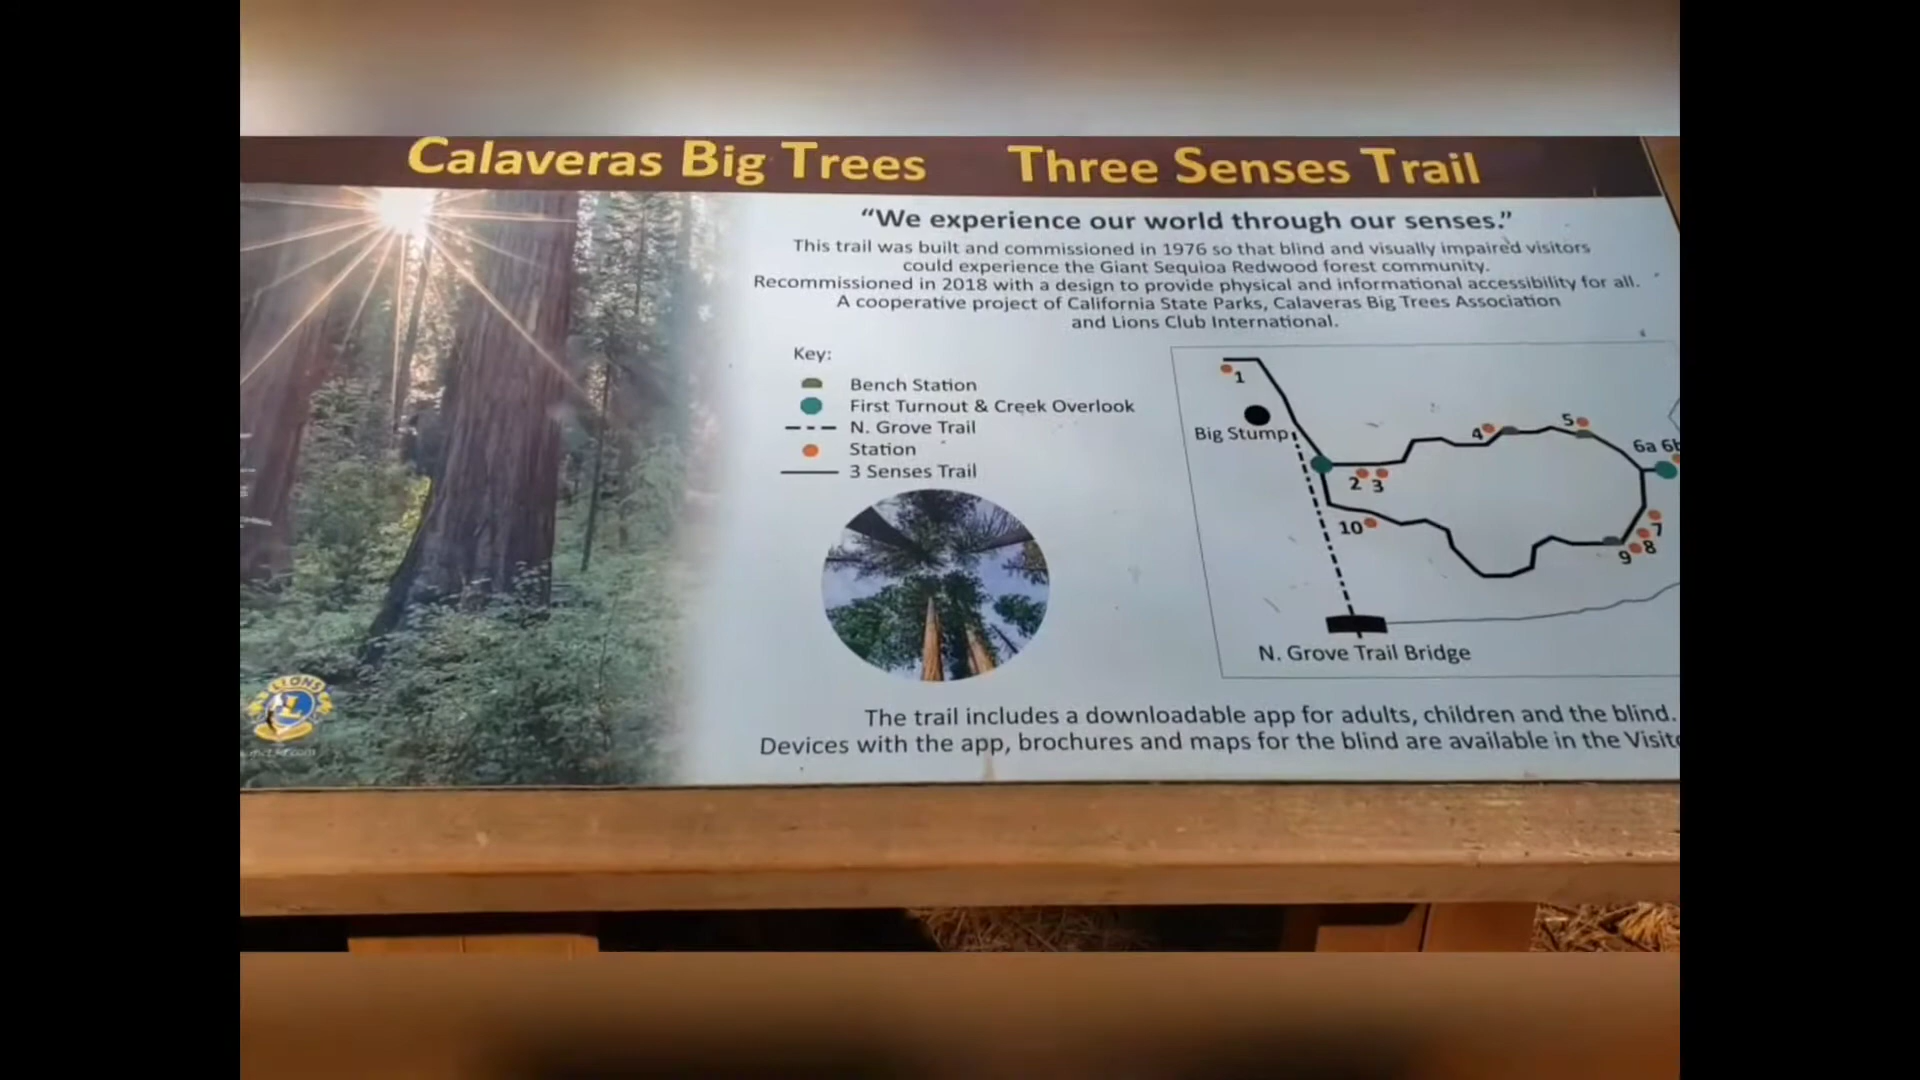 Calaveras Big Trees Three Senses Trail
“We experience our world through our senses.”
This trail was built and commissioned in 1976 so that blind and visually impaired visitors
could experience the Giant Sequioa Redwood forest community.
Recommissioned in 2018 with a design to provide physical and informational accessibility for all.
A cooperative project of California State Parks, Calaveras Big Trees Association
and Lions Club International.
Key:
Bench Station
First Turnout & Creek Overlook
N. Grove Trail
Station
3 Senses Trail
1
Big Stump
2 3
4
5
6a 6b
7
8
9
10
N. Grove Trail Bridge
LIONS
L
The trail includes a downloadable app for adults, children and the blind.
Devices with the app, brochures and maps for the blind are available in the